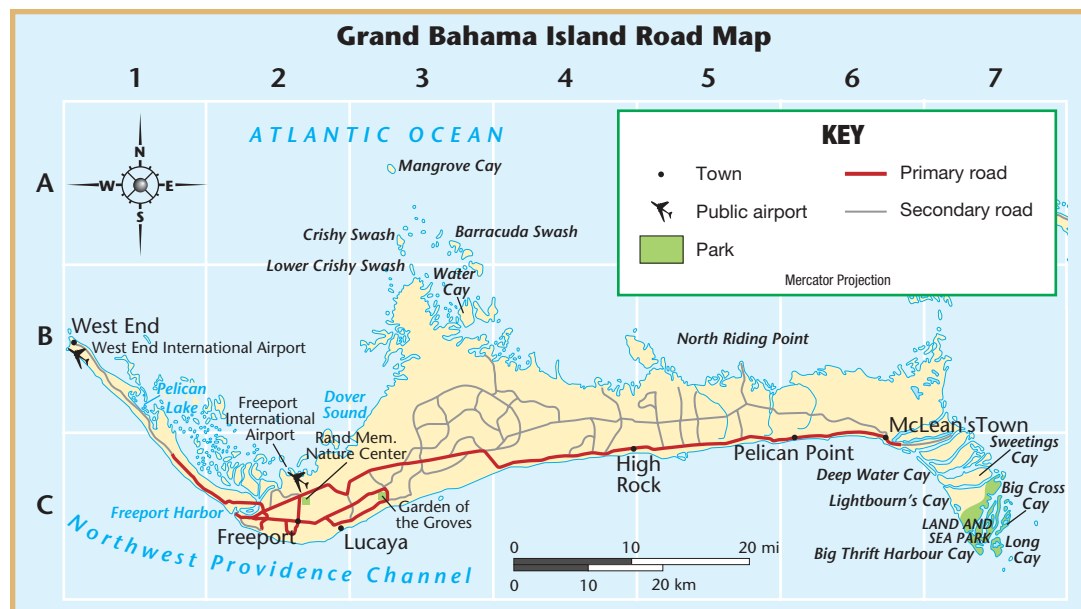 Grand Bahama Island Road Map
1 2 3 4 5 6 7
A
B
C
N
W E
S
ATLANTIC OCEAN
Mangrove Cay
Crishy Swash
Barracuda Swash
Lower Crishy Swash
Water
Cay
KEY
Town
Primary road
Public airport
Secondary road
Park
Mercator Projection
West End
West End International Airport
North Riding Point
Pelican
Lake
Dover
Sound
Freeport
International
Airport
Rand Mem.
Nature Center
McLean'sTown
Sweetings
Cay
Pelican Point
High
Rock
Deep Water Cay
Big Cross
Cay
Lightbourn's Cay
Garden of
the Groves
Freeport Harbor
Freeport
Lucaya
LAND AND
SEA PARK
Long
Cay
Big Thrift Harbour Cay
Northwest Providence Channel
0 10 20 mi
0 10 20 km